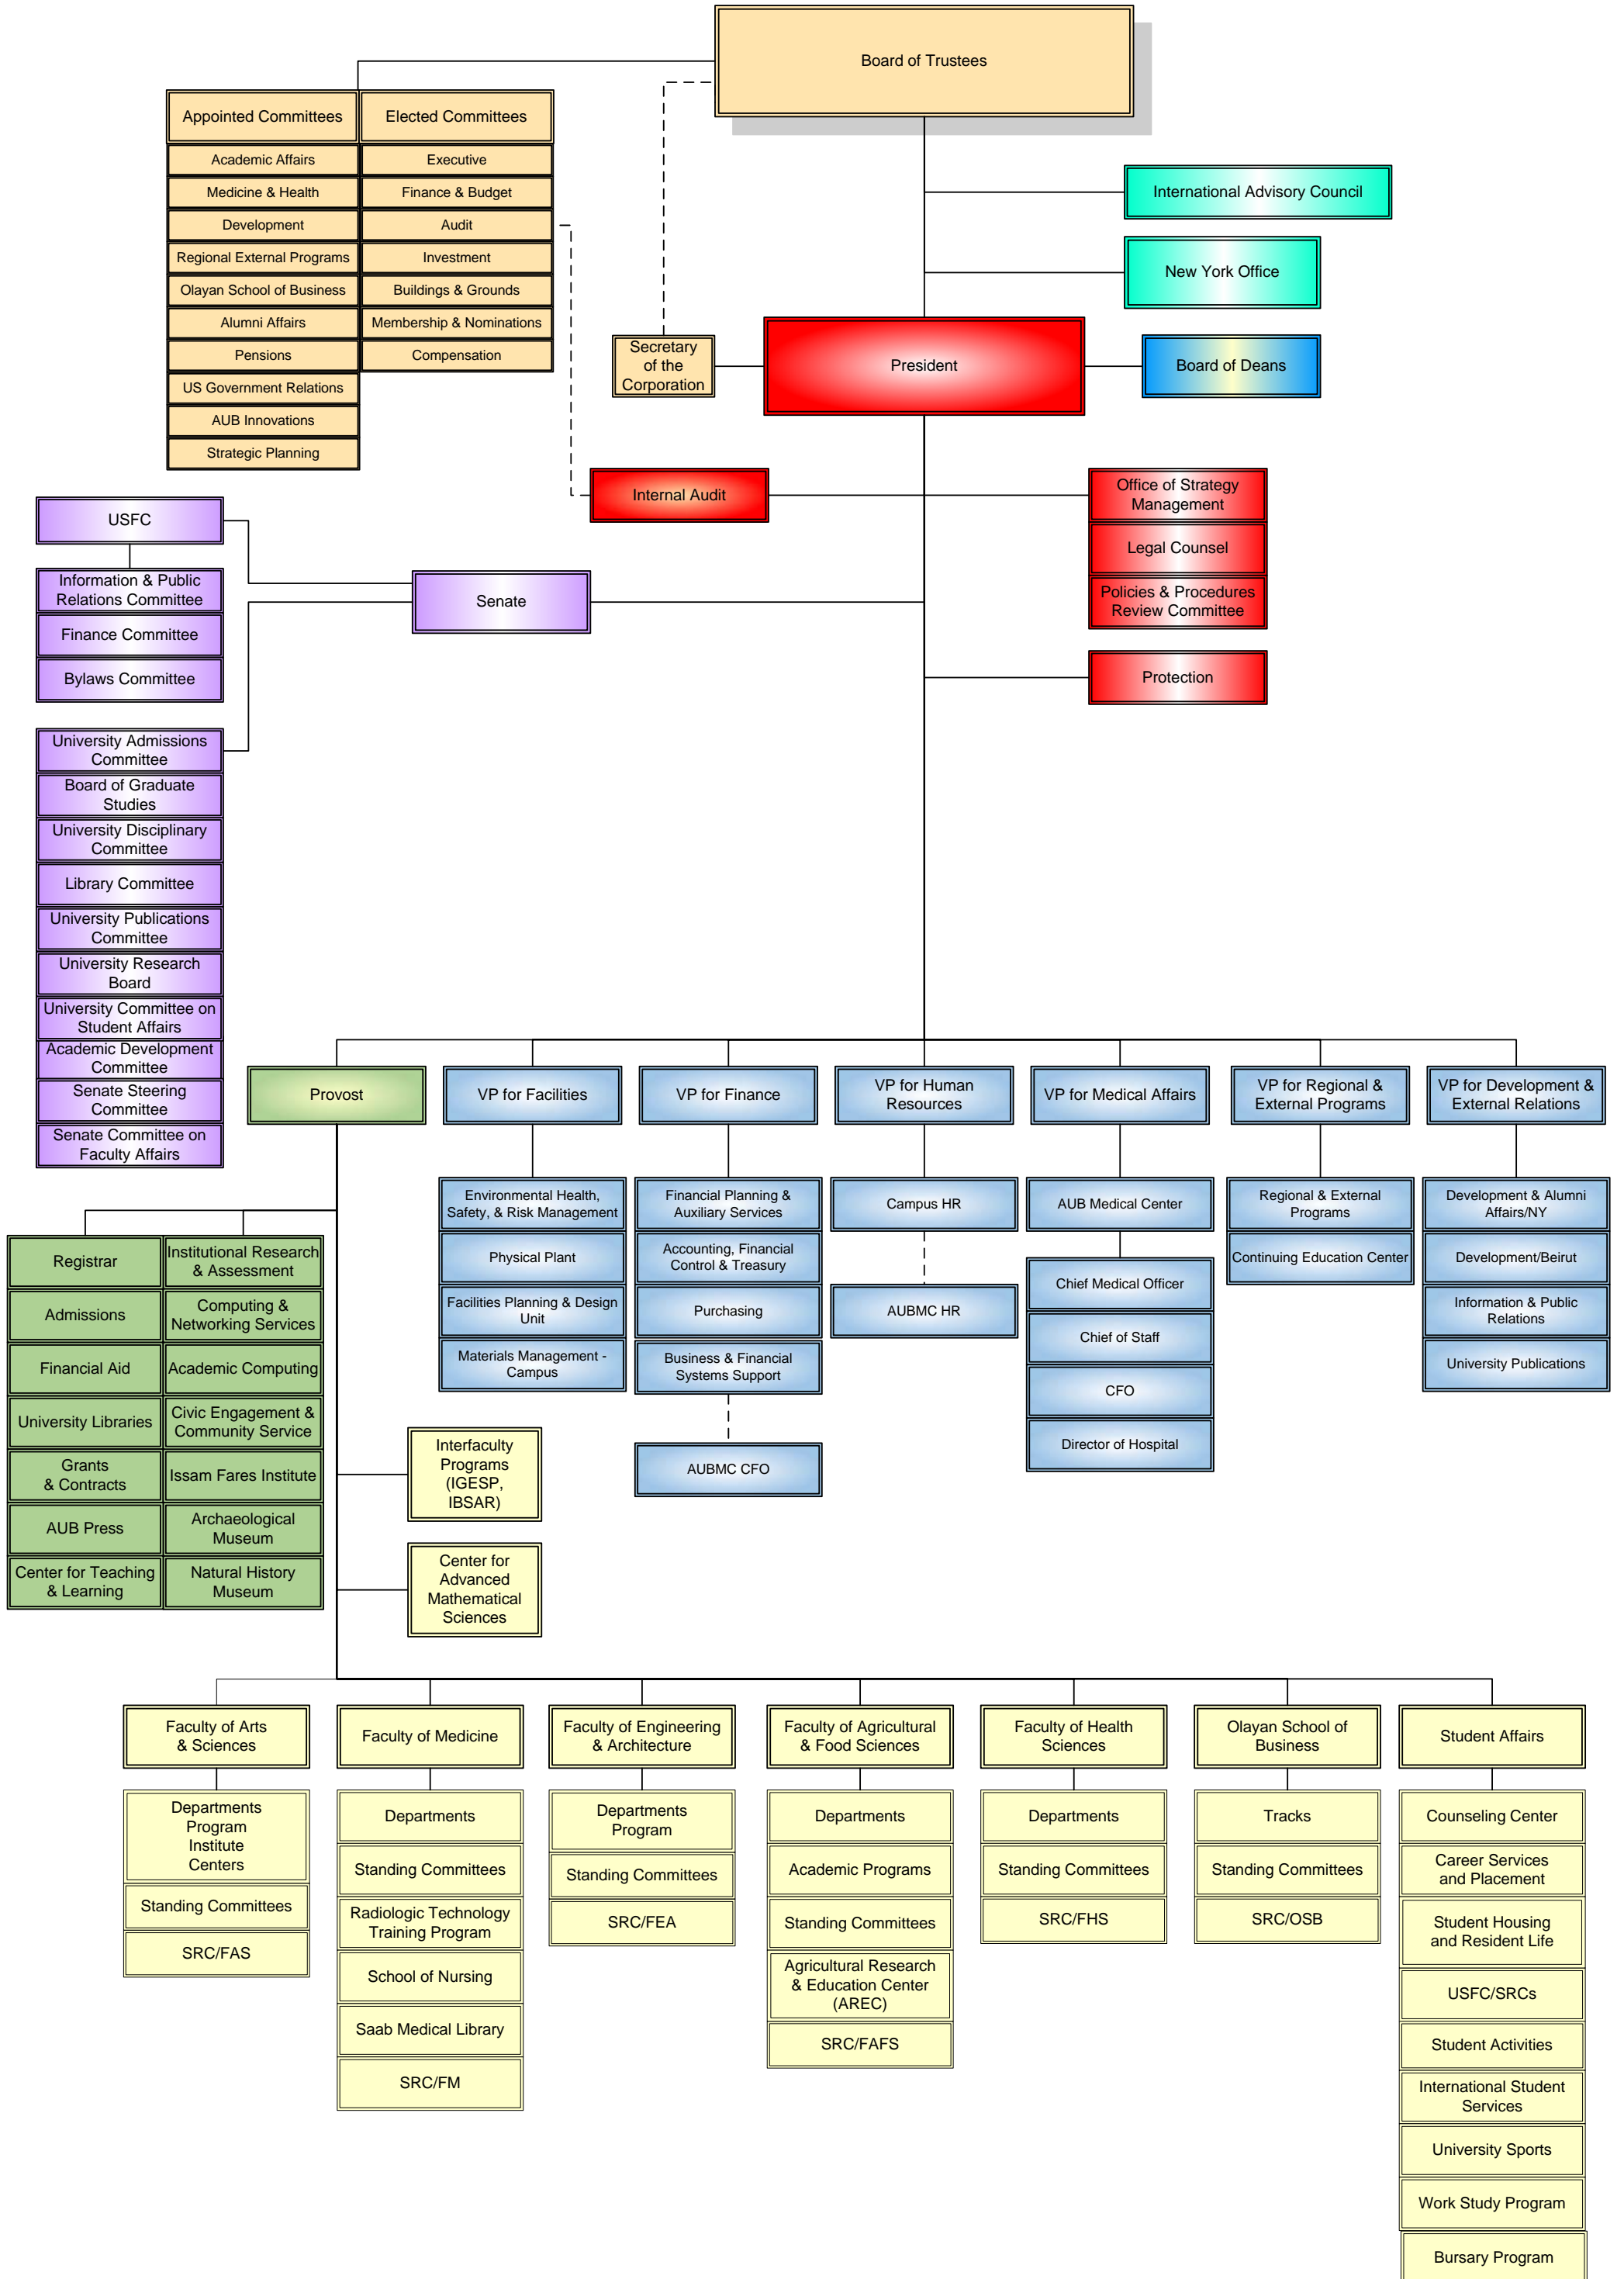 Board of Trustees
Appointed Committees
Elected Committees
Academic Affairs
Executive
Medicine & Health
Finance & Budget
Development
Audit
Regional External Programs
Investment
Olayan School of Business
Buildings & Grounds
Alumni Affairs
Membership & Nominations
Pensions
Compensation
US Government Relations
AUB Innovations
Strategic Planning
International Advisory Council
New York Office
Secretary
of the
Corporation
President
Board of Deans
Internal Audit
Office of Strategy
Management
Legal Counsel
Policies & Procedures
Review Committee
Protection
USFC
Information & Public
Relations Committee
Finance Committee
Bylaws Committee
Senate
University Admissions
Committee
Board of Graduate
Studies
University Disciplinary
Committee
Library Committee
University Publications
Committee
University Research
Board
University Committee on
Student Affairs
Academic Development
Committee
Senate Steering
Committee
Senate Committee on
Faculty Affairs
Provost
VP for Facilities
VP for Finance
VP for Human
Resources
VP for Medical Affairs
VP for Regional &
External Programs
VP for Development &
External Relations
Environmental Health,
Safety, & Risk Management
Physical Plant
Facilities Planning & Design
Unit
Materials Management -
Campus
Financial Planning &
Auxiliary Services
Accounting, Financial
Control & Treasury
Purchasing
Business & Financial
Systems Support
AUBMC CFO
Campus HR
AUBMC HR
AUB Medical Center
Chief Medical Officer
Chief of Staff
CFO
Director of Hospital
Regional & External
Programs
Continuing Education Center
Development & Alumni
Affairs/NY
Development/Beirut
Information & Public
Relations
University Publications
Registrar
Institutional Research
& Assessment
Admissions
Computing &
Networking Services
Financial Aid
Academic Computing
University Libraries
Civic Engagement &
Community Service
Grants
& Contracts
Issam Fares Institute
AUB Press
Archaeological
Museum
Center for Teaching
& Learning
Natural History
Museum
Interfaculty
Programs
(IGESP,
IBSAR)
Center for
Advanced
Mathematical
Sciences
Faculty of Arts
& Sciences
Departments
Program
Institute
Centers
Standing Committees
SRC/FAS
Faculty of Medicine
Departments
Standing Committees
Radiologic Technology
Training Program
School of Nursing
Saab Medical Library
SRC/FM
Faculty of Engineering
& Architecture
Departments
Program
Standing Committees
SRC/FEA
Faculty of Agricultural
& Food Sciences
Departments
Academic Programs
Standing Committees
Agricultural Research
& Education Center
(AREC)
SRC/FAFS
Faculty of Health
Sciences
Departments
Standing Committees
SRC/FHS
Olayan School of
Business
Tracks
Standing Committees
SRC/OSB
Student Affairs
Counseling Center
Career Services
and Placement
Student Housing
and Resident Life
USFC/SRCs
Student Activities
International Student
Services
University Sports
Work Study Program
Bursary Program